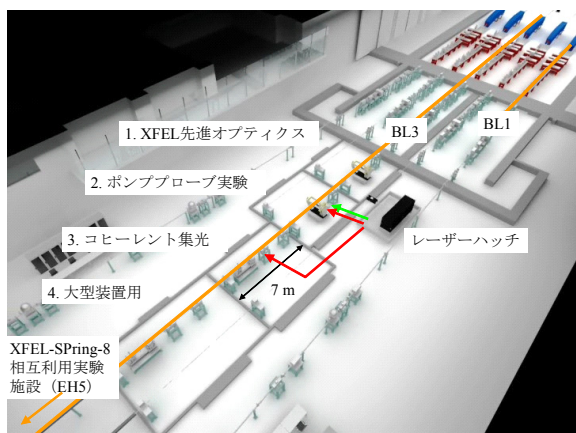 1. XFEL先進オプティクス
BL3
BL1
2. ポンププローブ実験
3. コヒーレント集光
レーザーハッチ
4. 大型装置用
7 m
XFEL-SPring-8
相互利用実験
施設（EH5）